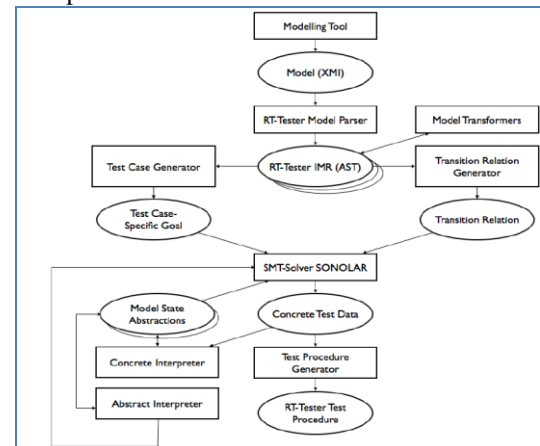 Modelling Tool
Model (XMI)
RT-Tester Model Parser
Model Transformers
Test Case Generator
RT-Tester IMR (AST)
Transition Relation
Generator
Test Case-
Specific Goal
Transition Relation
SMT-Solver SONOLAR
Model State
Abstractions
Concrete Test Data
Concrete Interpreter
Test Procedure
Generator
Abstract Interpreter
RT-Tester Test
Procedure